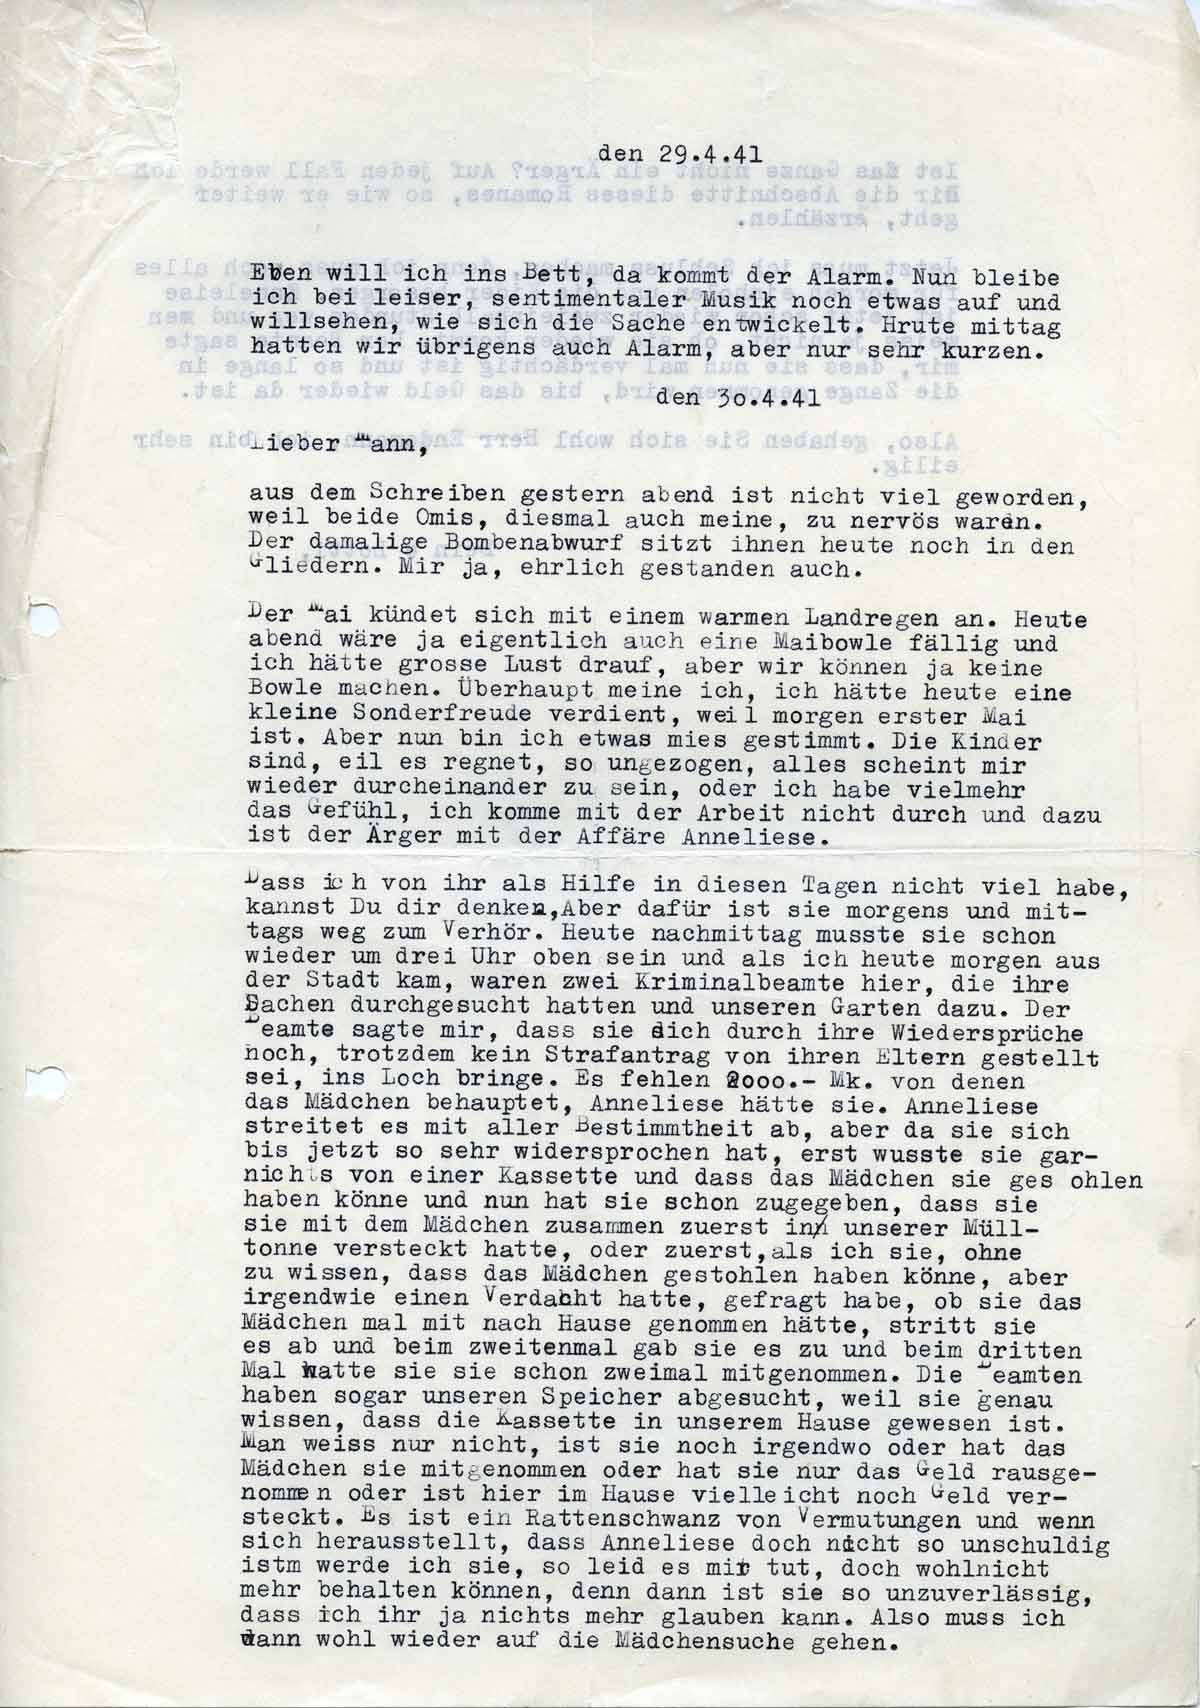 den 29.4.41
Eben will ich ins Bett, da kommt der Alarm. Nun bleibe
ich bei leiser, sentimentaler Musik noch etwas auf und
willsehen, wie sich die Sache entwickelt. Hrute mittag
hatten wir übrigens auch Alarm, aber nur sehr kurzen.
den 3o.4.41
Lieber Mann,
aus dem Schreiben gestern abend ist nicht viel geworden,
weil beide Omis, diesmal auch meine, zu nervös waren.
Der damalige Bombenabwurf sitzt ihnen heute noch in den
Gliedern. Mir ja, ehrlich gestanden auch.
Der Mai kündet sich mit einem warmen Landregen an. Heute
abend wäre ja eigentlich auch eine Maibowle fällig und
ich hätte grosse Lust drauf, aber wir können ja keine
Bowle machen. Überhaupt meine ich, ich hätte heute eine
kleine Sonderfreude verdient, weil morgen erster Mai
ist. Aber nun bin ich etwas mies gestimmt. Die Kinder
sind, eil es regnet, so ungezogen, alles scheint mir
wieder durcheinander zu sein, oder ich habe vielmehr
das Gefühl, ich komme mit der Arbeit nicht durch und dazu
ist der Ärger mit der Affäre Anneliese.
Dass ich von ihr als Hilfe in diesen Tagen nicht viel habe,
kannst Du dir denken,Aber dafür ist sie morgens und mit-
tags weg zum Verhör. Heute nachmittag musste sie schon
wieder um drei Uhr oben sein und als ich heute morgen aus
der Stadt kam, waren zwei Kriminalbeamte hier, die ihre
Sachen durchgesucht hatten und unseren Garten dazu. Der
Beamte sagte mir, dass sie sich durch ihre Wiedersprüche
noch, trotzdem kein Strafantrag von ihren Eltern gestellt
sei, ins Loch bringe. Es fehlen 2ooo.- Mk. von denen
das Mädchen behauptet, Anneliese hätte sie. Anneliese
streitet es mit aller Bestimmtheit ab, aber da sie sich
bis jetzt so sehr widersprochen hat, erst wusste sie gar-
nichts von einer Kassette und dass das Mädchen sie ges ohlen
haben könne und nun hat sie schon zugegeben, dass sie
sie mit dem Mädchen zusammen zuerst in unserer Müll-
tonne versteckt hatte, oder zuerst,als ich sie, ohne
zu wissen, dass das Mädchen gestohlen haben könne, aber
irgendwie einen Verdacht hatte, gefragt habe, ob sie das
Mädchen mal mit nach Hause genommen hätte, stritt sie
es ab und beim zweitenmal gab sie es zu und beim dritten
Mal hatte sie sie schon zweimal mitgenommen. Die Beamten
haben sogar unseren Speicher abgesucht, weil sie genau
wissen, dass die Kassette in unserem Hause gewesen ist.
Man weiss nur nicht, ist sie noch irgendwo oder hat das
Mädchen sie mitgenommen oder hat sie nur das Geld rausge-
nommen oder ist hier im Hause vielleicht noch Geld ver-
steckt. Es ist ein Rattenschwanz von Vermutungen und wenn
sich herausstellt, dass Anneliese doch nicht so unschuldig
istm werde ich sie, so leid es mir tut, doch wohlnicht
mehr behalten können, denn dann ist sie so unzuverlässig,
dass ich ihr ja nichts mehr glauben kann. Also muss ich
dann wohl wieder auf die Mädchensuche gehen.